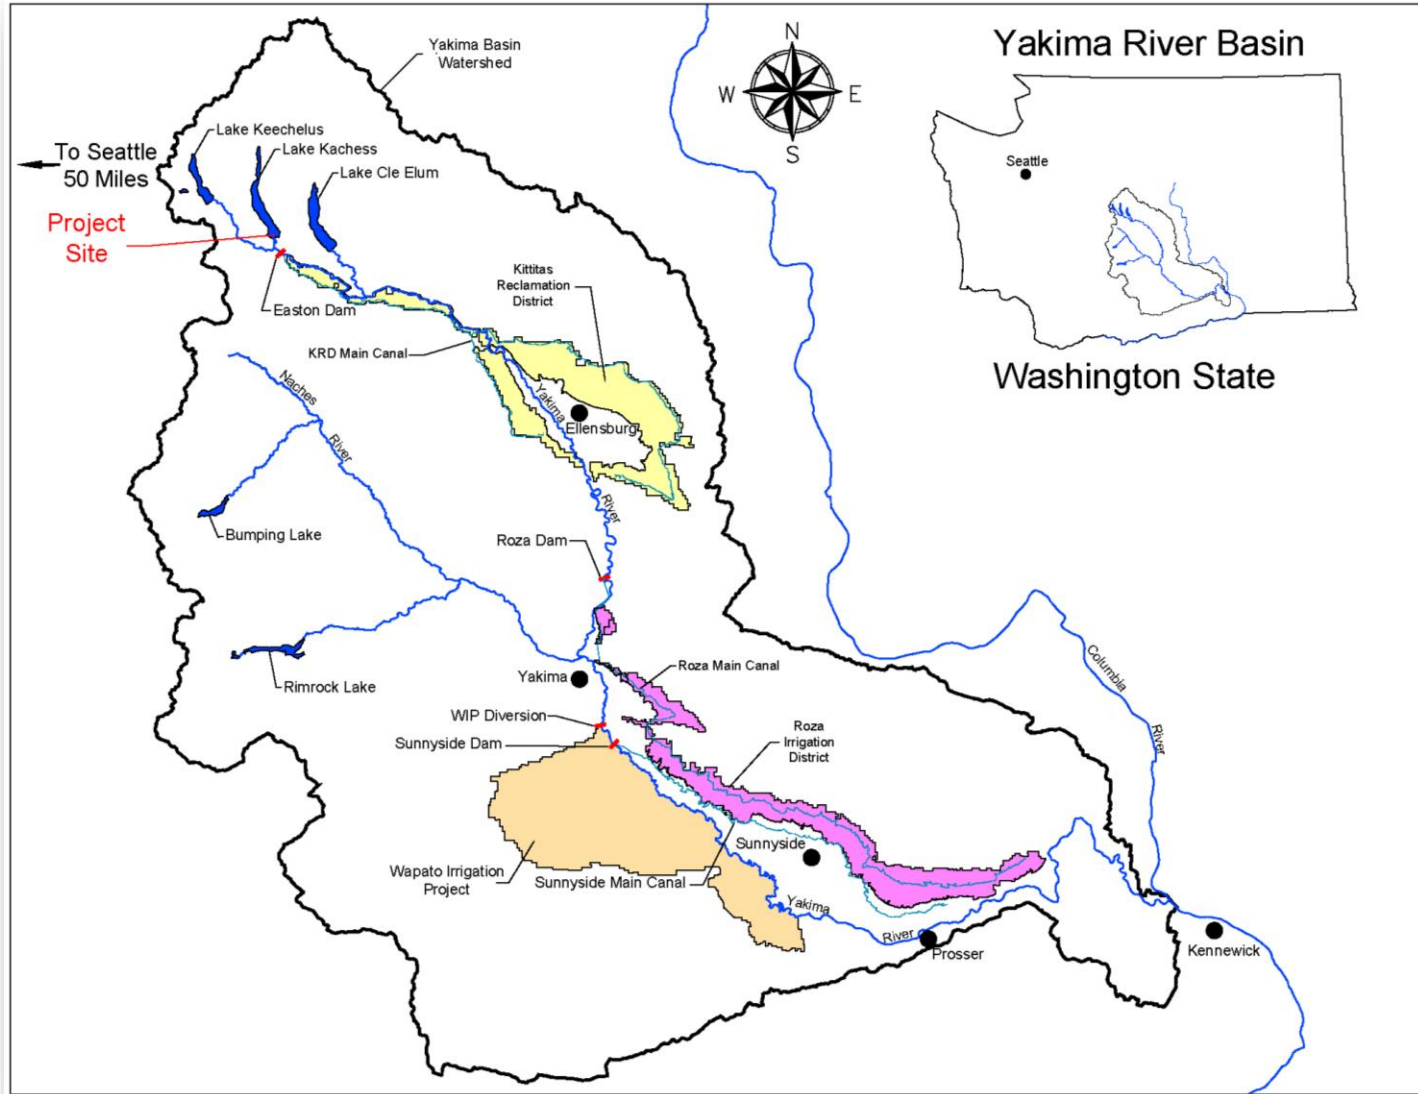 Yakima River Basin
Yakima Basin
Watershed
N
W
E
S
Seattle
Washington State
Lake Keechelus
Lake Kachess
Lake Cle Elum
To Seattle
50 Miles
Project
Site
Easton Dam
Kittitas
Reclamation
District
KRD Main Canal
Naches
River
Yakima
Ellensburg
River
Bumping Lake
Roza Dam
Rimrock Lake
Yakima
Roza Main Canal
Columbia
River
WIP Diversion
Sunnyside Dam
Roza
Irrigation
District
Sunnyside
Wapato Irrigation
Project
Sunnyside Main Canal
Yakima
River
Prosser
Kennewick